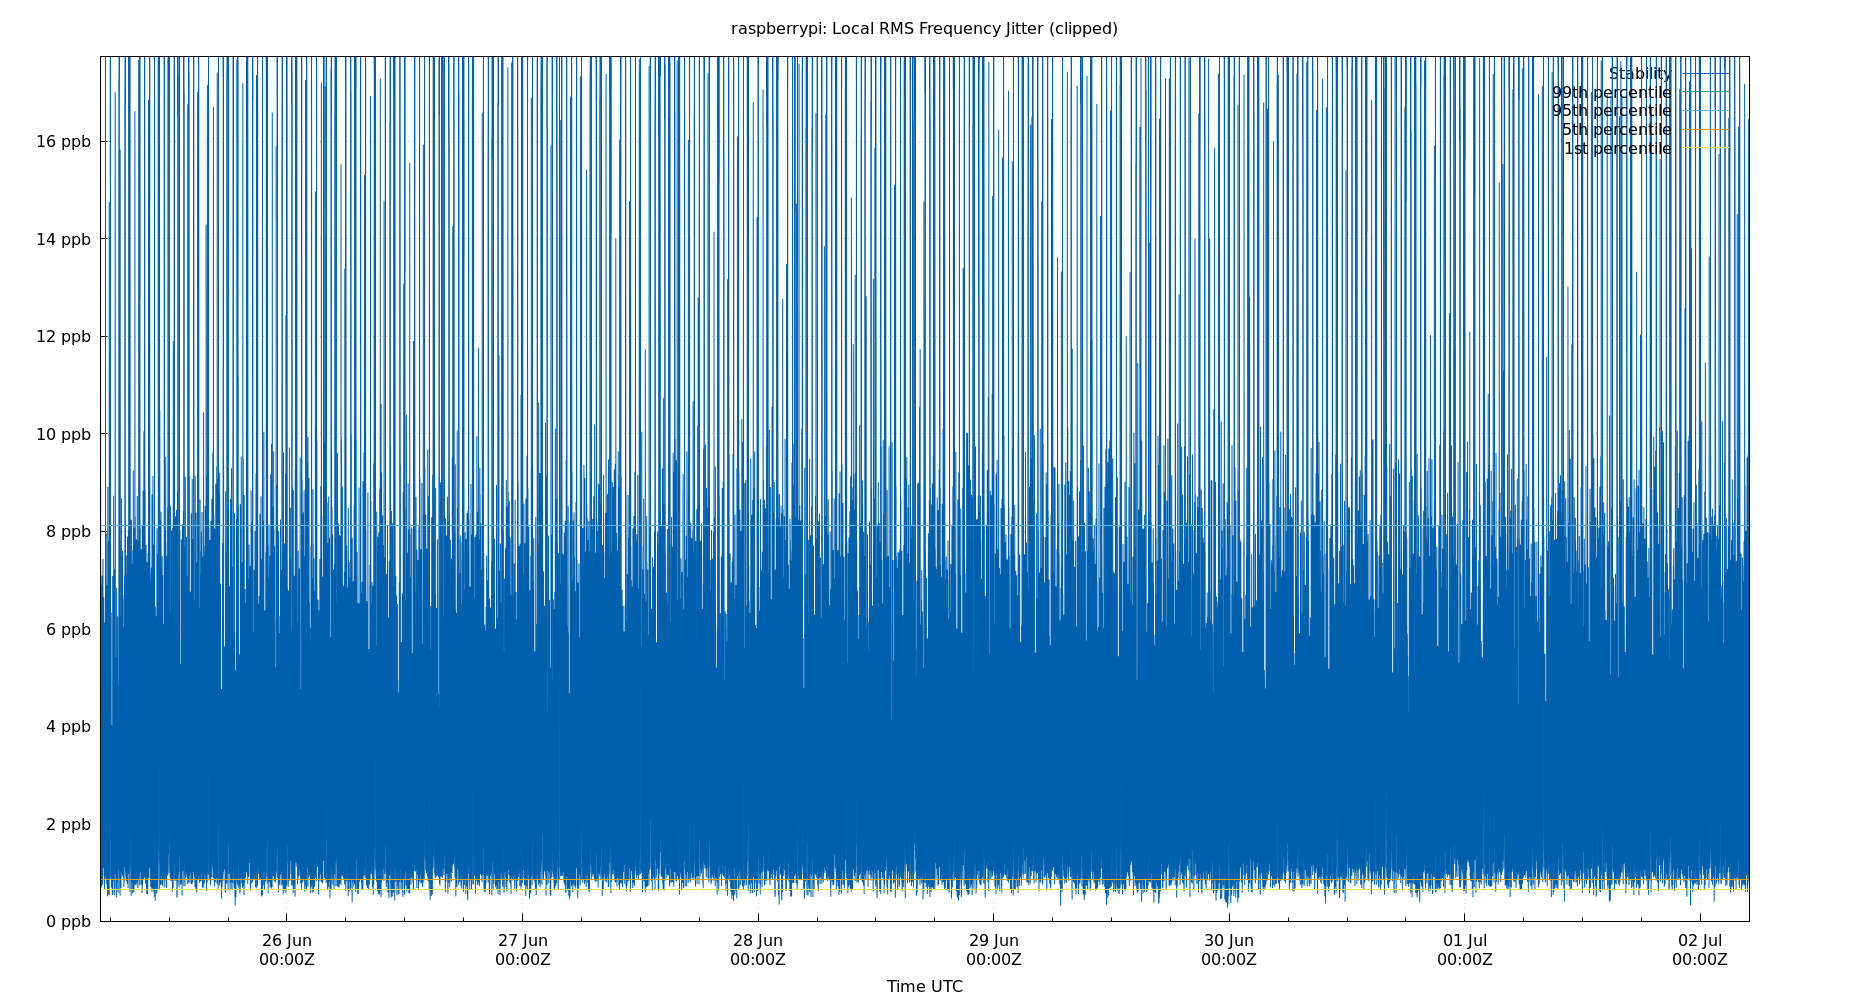 raspberrypi: Local RMS Frequency Jitter (clipped)
Stability
99th percentile
95th percentile
5th percentile
1st percentile
16 ppb
14 ppb
12 ppb
10 ppb
8 ppb
6 ppb
4 ppb
2 ppb
0 ppb
26 Jun 27 Jun 28 Jun 29 Jun 30 Jun 01 Jul 02 Jul
00:00Z 00:00Z 00:00Z 00:00Z 00:00Z 00:00Z 00:00Z
Time UTC